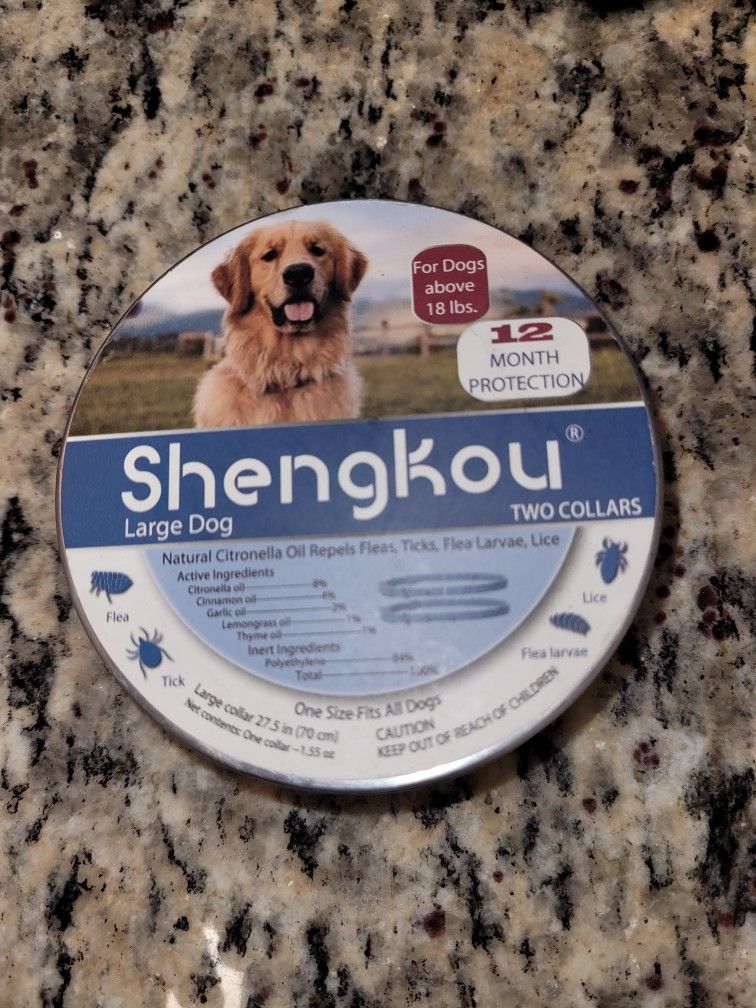 For Dogs
above
18 lbs.
12
MONTH
PROTECTION
Shengkou®
Large Dog
TWO COLLARS
Natural Citronella Oil Repels Fleas, Ticks, Flea Larvae, Lice
Active Ingredients
Citronella oil
Cinnamon oil
Garlic oil
Lemongrass oil
Thyme oil
Inert Ingredients
Polyethylene
Total
Flea
Tick
Lice
Flea larvae
One Size Fits All Dogs
Large collar 27.5 in (70 cm)
Net contents: One collar ~1.55 oz
CAUTION
KEEP OUT OF REACH OF CHILDREN